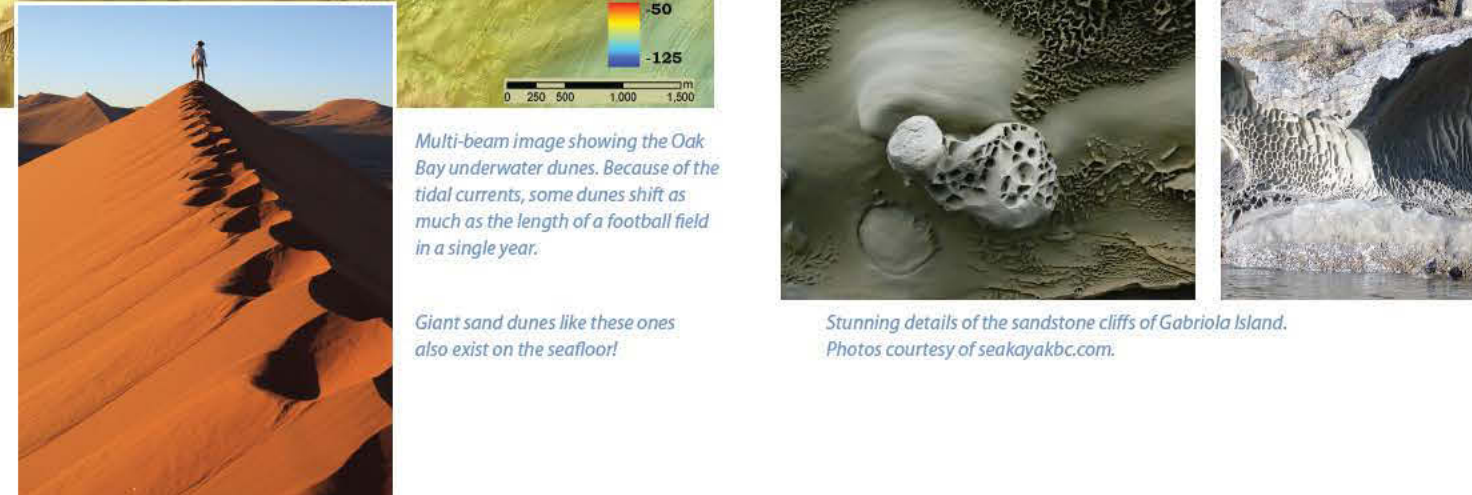 -50
-125
m
0 250 500 1,000 1,500
Multi-beam image showing the Oak
Bay underwater dunes. Because of the
tidal currents, some dunes shift as
much as the length of a football field
in a single year.
Giant sand dunes like these ones
also exist on the seafloor!
Stunning details of the sandstone cliffs of Gabriola Island.
Photos courtesy of seakayakbc.com.